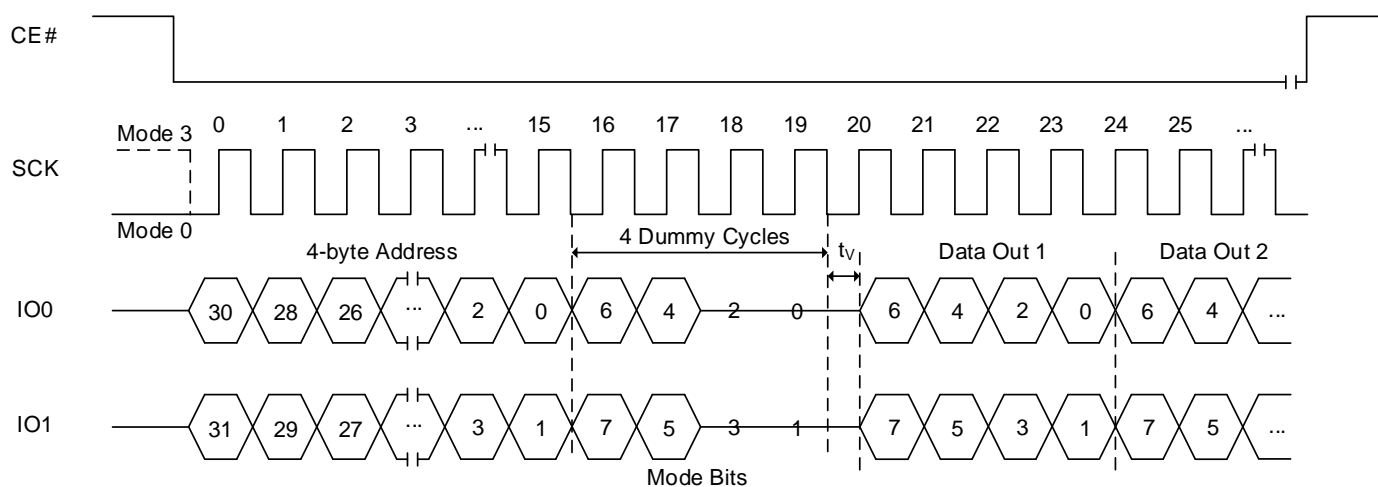 CE#
Mode 3 0 1 2 3 ... 15 16 17 18 19 20 21 22 23 24 25 ...
SCK
Mode 0
4-byte Address 4 Dummy Cycles tV Data Out 1 Data Out 2
IO0 30 28 26 ... 2 0 6 4 2 0 6 4 2 0 6 4 ...
IO1 31 29 27 ... 3 1 7 5 3 1 7 5 3 1 7 5 ...
Mode Bits